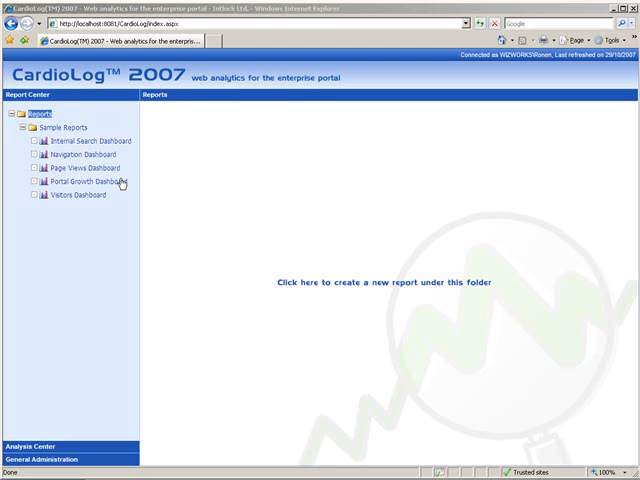 CardioLog(TM) 2007 - Web analytics for the enterprise portal - Intlock Ltd. - Windows Internet Explorer
http://localhost:8081/CardioLog/index.aspx
Google
CardioLog(TM) 2007 - Web analytics for the enterpris...
Page
Tools
Connected as WIZWORKS\Ronen, Last refreshed on 29/10/2007
CardioLog™ 2007 web analytics for the enterprise portal
Report Center
Reports
Reports
Sample Reports
Internal Search Dashboard
Navigation Dashboard
Page Views Dashboard
Portal Growth Dashboard
Visitors Dashboard
Click here to create a new report under this folder
Analysis Center
General Administration
Done
Trusted sites
100%